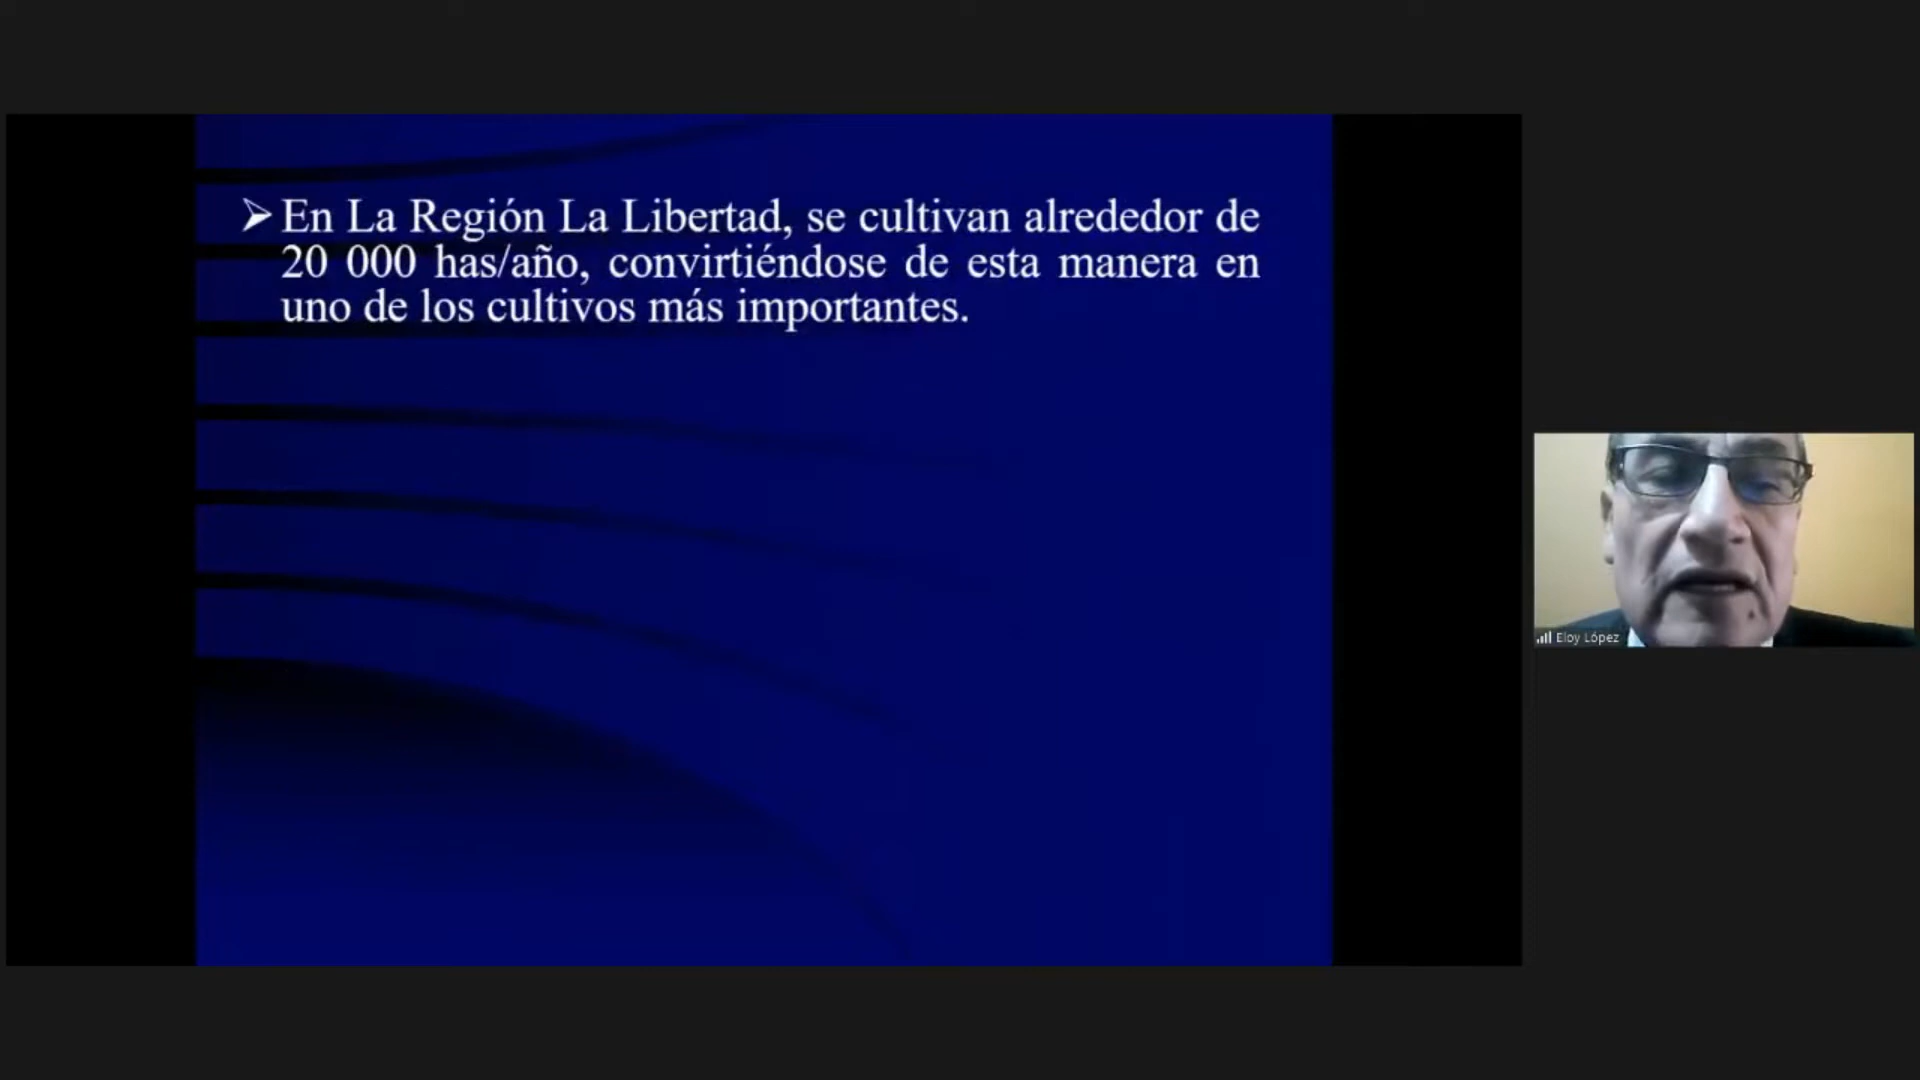 En La Región La Libertad, se cultivan alrededor de
20 000 has/año, convirtiéndose de esta manera en
uno de los cultivos más importantes.
Eloy López